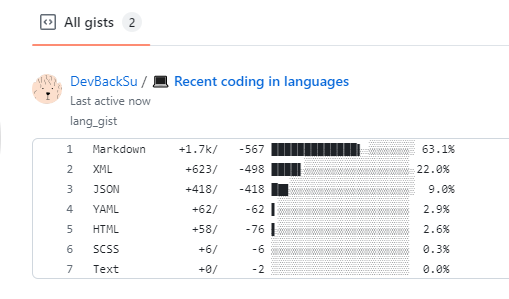 All gists 2
DevBackSu / 💻 Recent coding in languages
Last active now
lang_gist
1 Markdown +1.7k/ -567 63.1%
2 XML +623/ -498 22.0%
3 JSON +418/ -418 9.0%
4 YAML +62/ -62 2.9%
5 HTML +58/ -76 2.6%
6 SCSS +6/ -6 0.3%
7 Text +0/ -2 0.0%